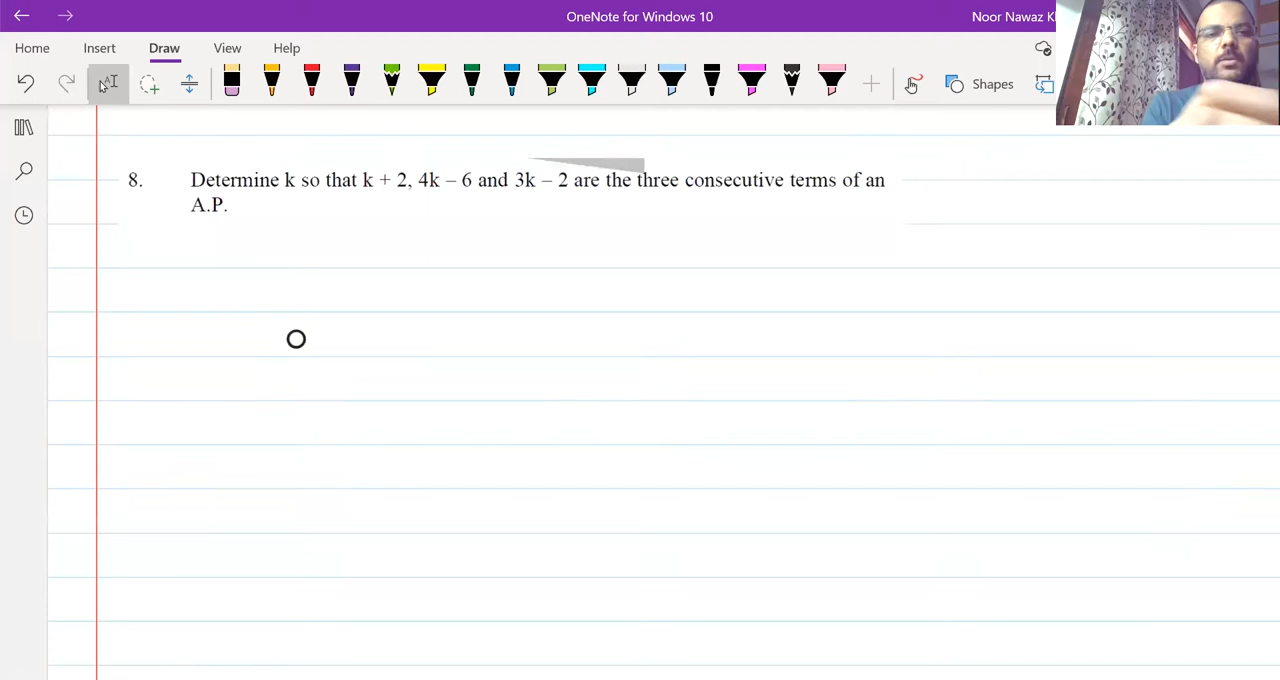 OneNote for Windows 10
Noor Nawaz
Home Insert Draw View Help
Shapes
8. Determine k so that k + 2, 4k – 6 and 3k – 2 are the three consecutive terms of an
A.P.